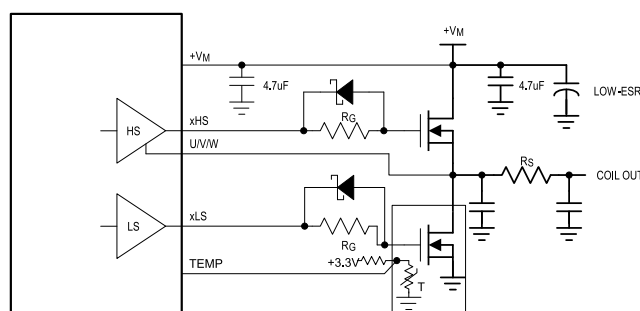 +VM
+VM
4.7uF
4.7uF
LOW-ESR
xHS
HS
RG
U/V/W
RS
COIL OUT
xLS
LS
RG
+3.3V
TEMP
T